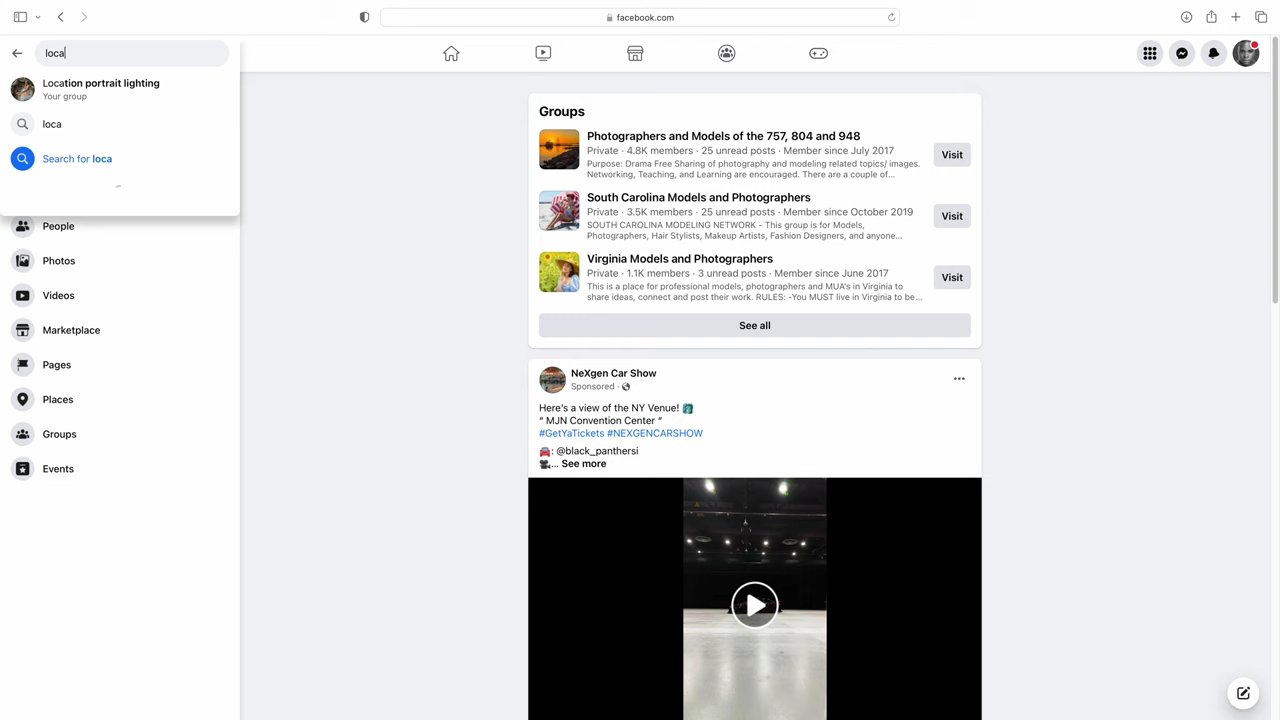 facebook.com
loca
Location portrait lighting
Your group
loca
Search for loca
People
Photos
Videos
Marketplace
Pages
Places
Groups
Events
Groups
Photographers and Models of the 757, 804 and 948
Private · 4.8K members · 25 unread posts · Member since July 2017
Purpose: Drama Free Sharing of photography and modeling related topics/ images.
Networking, Teaching, and Learning are encouraged. There are a couple of…
Visit
South Carolina Models and Photographers
Private · 3.5K members · 25 unread posts · Member since October 2019
SOUTH CAROLINA MODELING NETWORK - This group is for Models,
Photographers, Hair Stylists, Makeup Artists, Fashion Designers, and anyone…
Visit
Virginia Models and Photographers
Private · 1.1K members · 3 unread posts · Member since June 2017
This is a place for professional models, photographers and MUA's in Virginia to
share ideas, connect and post their work. RULES: -You MUST live in Virginia to be…
Visit
See all
NeXgen Car Show
Sponsored ·
Here's a view of the NY Venue! 🗽
“ MJN Convention Center ”
#GetYaTickets #NEXGENCARSHOW
🚘: @black_panthersi
🎥… See more